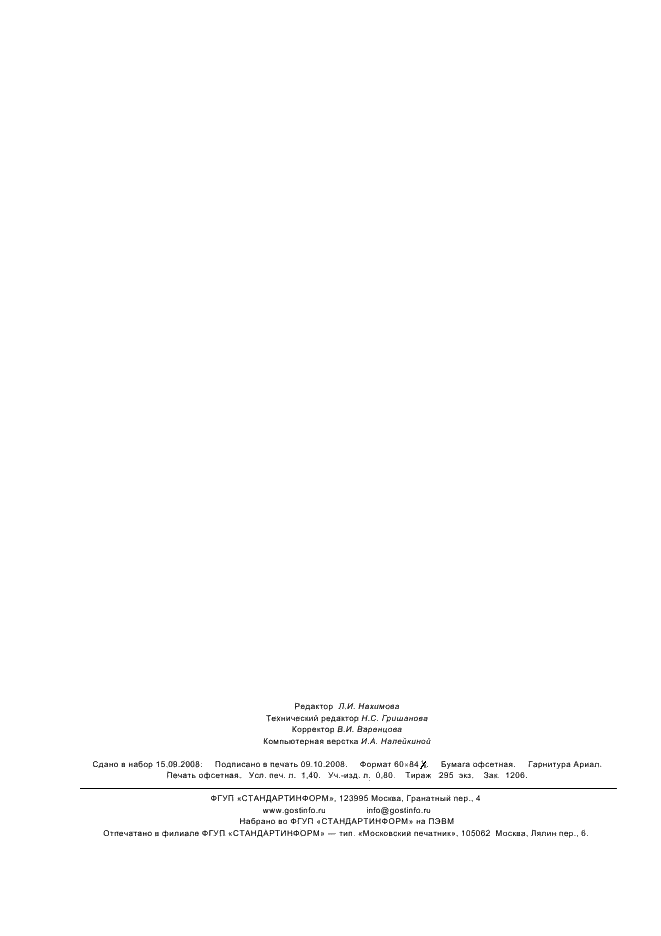 Редактор Л.И. Нахимова
Технический редактор Н.С. Гришанова
Корректор В.И. Варенцова
Компьютерная верстка И.А. Налейкиной
Сдано в набор 15.09.2008. Подписано в печать 09.10.2008. Формат 60×84 Бумага офсетная. Гарнитура Ариал.
Печать офсетная. Усл. печ. л. 1,40. Уч.-изд. л. 0,80. Тираж 295 экз. Зак. 1206.
ФГУП «СТАНДАРТИНФОРМ», 123995 Москва, Гранатный пер., 4
www.gostinfo.ru info@gostinfo.ru
Набрано во ФГУП «СТАНДАРТИНФОРМ» на ПЭВМ
Отпечатано в филиале ФГУП «СТАНДАРТИНФОРМ» — тип. «Московский печатник», 105062 Москва, Лялин пер., 6.